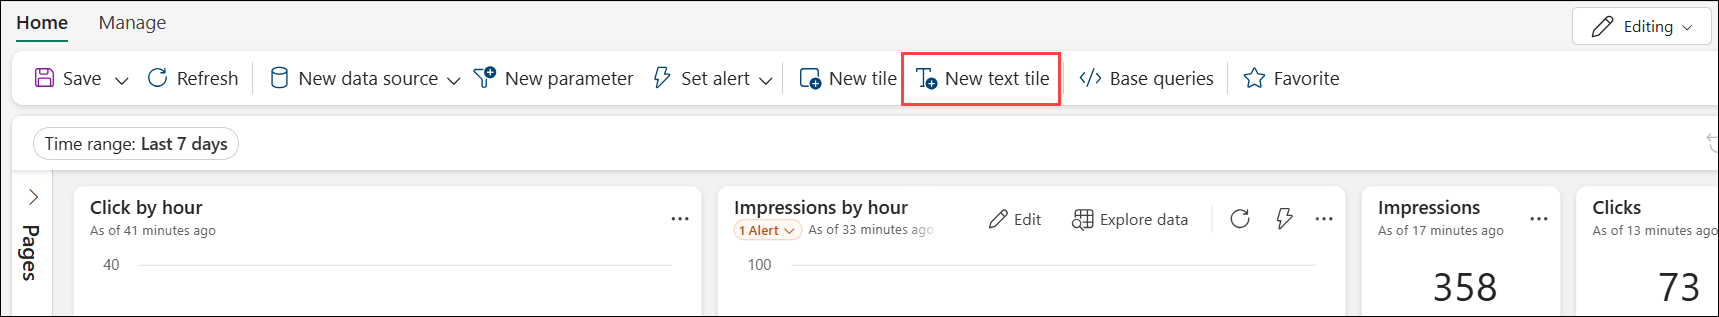 Home Manage Editing
Save Refresh New data source New parameter Set alert New tile New text tile Base queries Favorite
Time range: Last 7 days
Pages
Click by hour
As of 41 minutes ago
40
Impressions by hour Edit Explore data
1 Alert As of 33 minutes ago
100
Impressions
As of 17 minutes ago
358
Clicks
As of 13 minutes ago
73